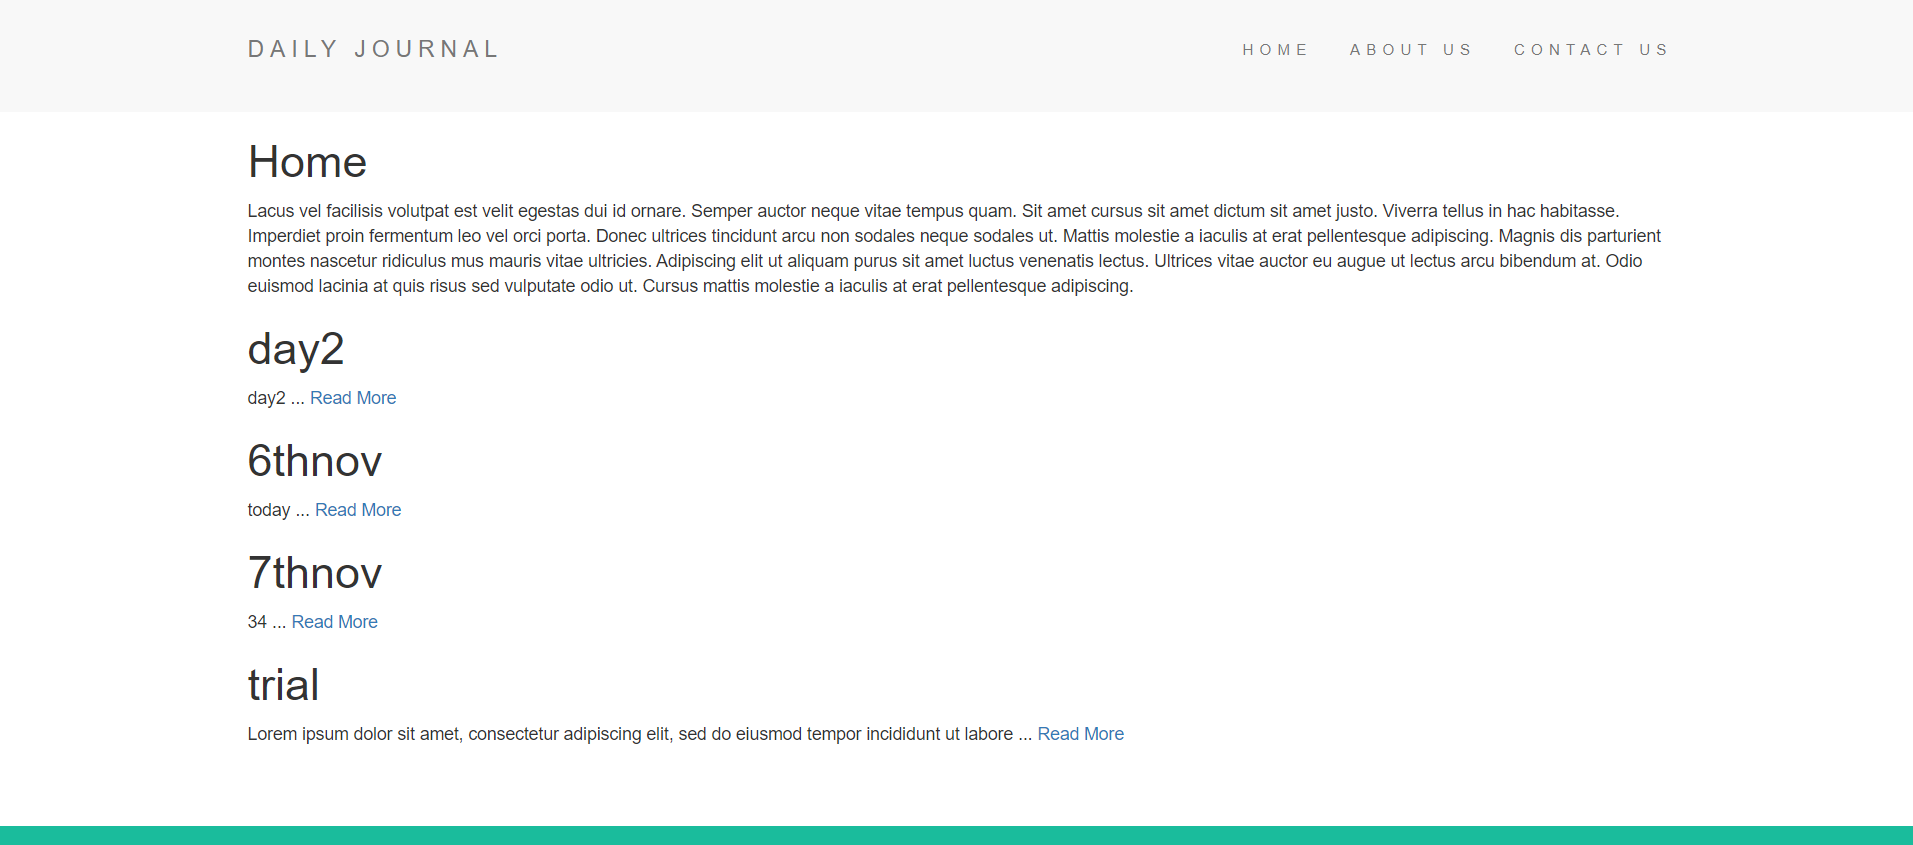 DAILY JOURNAL
HOME ABOUT US CONTACT US
Home
Lacus vel facilisis volutpat est velit egestas dui id ornare. Semper auctor neque vitae tempus quam. Sit amet cursus sit amet dictum sit amet justo. Viverra tellus in hac habitasse.
Imperdiet proin fermentum leo vel orci porta. Donec ultrices tincidunt arcu non sodales neque sodales ut. Mattis molestie a iaculis at erat pellentesque adipiscing. Magnis dis parturient
montes nascetur ridiculus mus mauris vitae ultricies. Adipiscing elit ut aliquam purus sit amet luctus venenatis lectus. Ultrices vitae auctor eu augue ut lectus arcu bibendum at. Odio
euismod lacinia at quis risus sed vulputate odio ut. Cursus mattis molestie a iaculis at erat pellentesque adipiscing.
day2
day2 ... Read More
6thnov
today ... Read More
7thnov
34 ... Read More
trial
Lorem ipsum dolor sit amet, consectetur adipiscing elit, sed do eiusmod tempor incididunt ut labore ... Read More